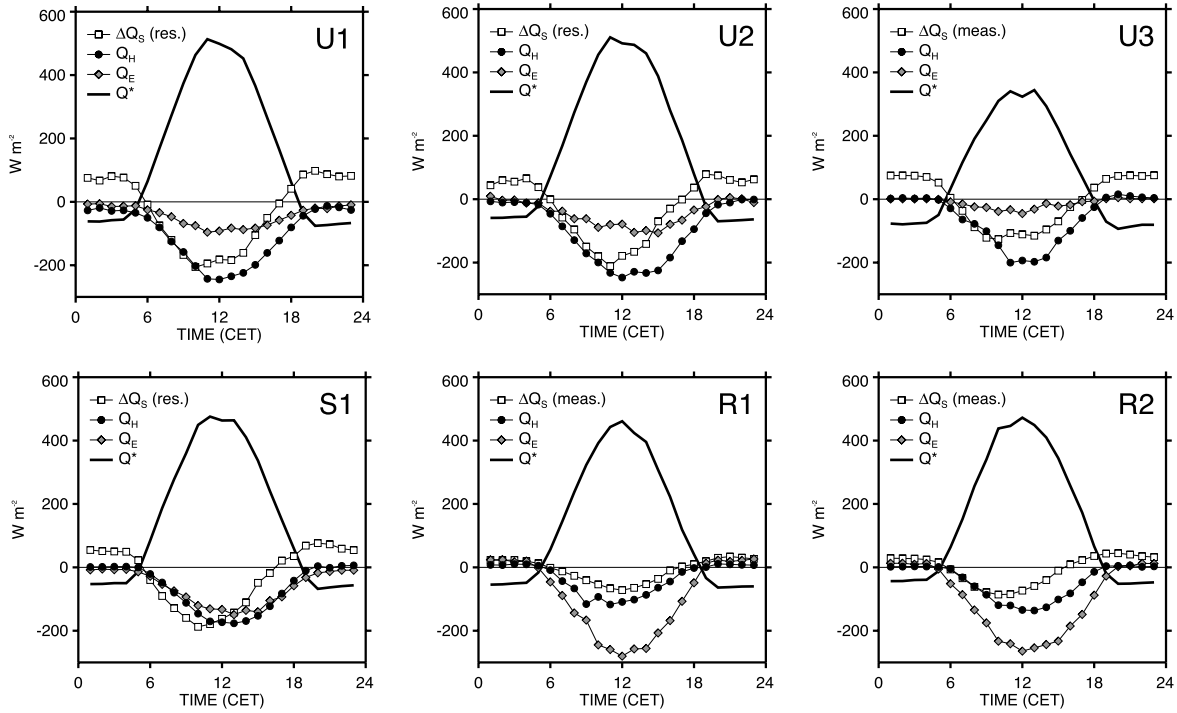 U1
ΔQS (res.)
QH
QE
Q*
600
400
200
0
-200
W m-2
0 6 12 18 24
TIME (CET)
U2
ΔQS (res.)
QH
QE
Q*
600
400
200
0
-200
W m-2
0 6 12 18 24
TIME (CET)
U3
ΔQS (meas.)
QH
QE
Q*
600
400
200
0
-200
W m-2
0 6 12 18 24
TIME (CET)
S1
ΔQS (res.)
QH
QE
Q*
600
400
200
0
-200
W m-2
0 6 12 18 24
TIME (CET)
R1
ΔQS (meas.)
QH
QE
Q*
600
400
200
0
-200
W m-2
0 6 12 18 24
TIME (CET)
R2
ΔQS (meas.)
QH
QE
Q*
600
400
200
0
-200
W m-2
0 6 12 18 24
TIME (CET)